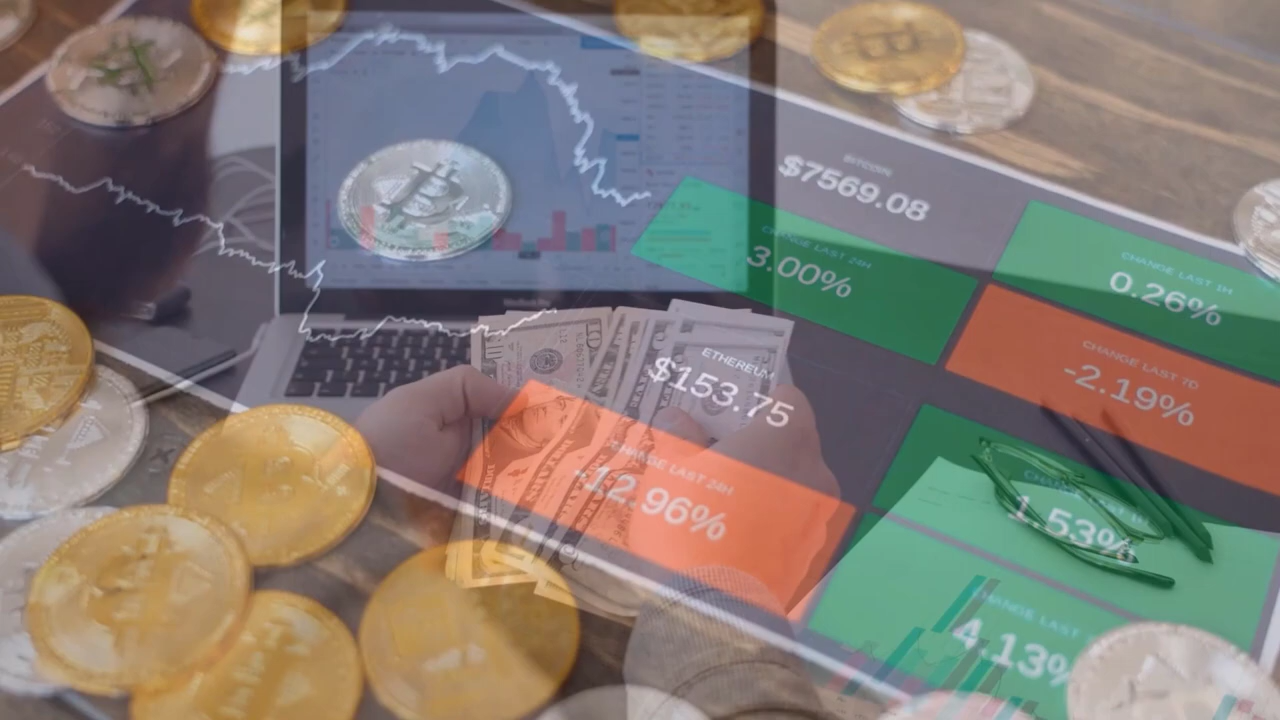 BITCOIN
$7569.08
CHANGE LAST 24H
3.00%
CHANGE LAST 1H
0.26%
CHANGE LAST 7D
-2.19%
ETHEREUM
$153.75
CHANGE LAST 24H
-12.96%
1.53%
CHANGE LAST
4.13%